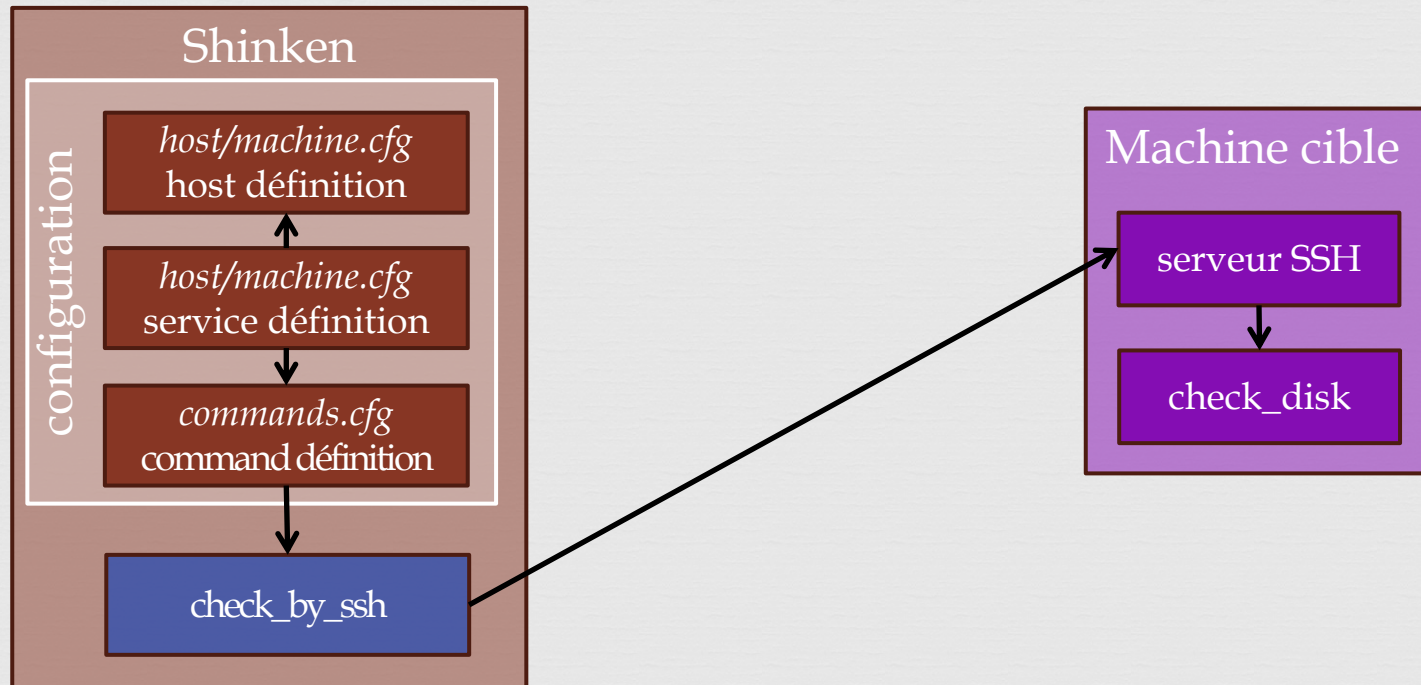 Shinken
configuration
host/machine.cfg
host définition
host/machine.cfg
service définition
commands.cfg
command définition
check_by_ssh
Machine cible
serveur SSH
check_disk